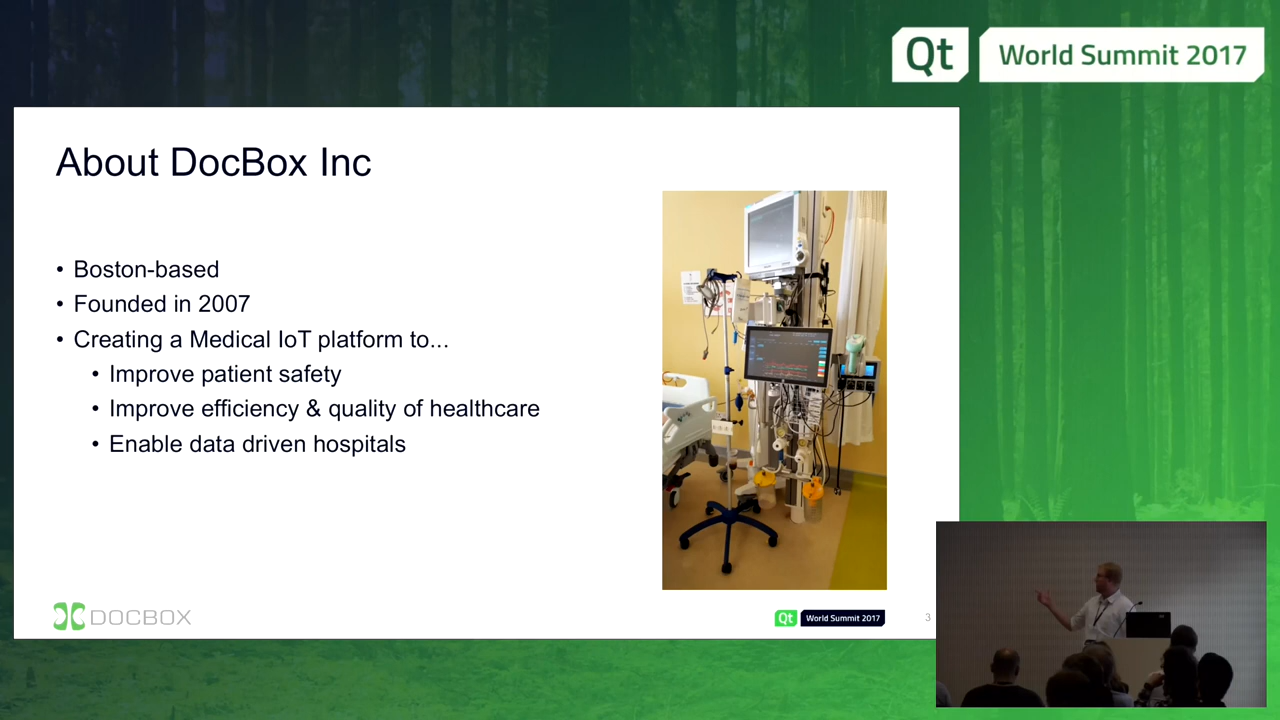 Qt World Summit 2017
About DocBox Inc
• Boston-based
• Founded in 2007
• Creating a Medical IoT platform to...
• Improve patient safety
• Improve efficiency & quality of healthcare
• Enable data driven hospitals
DOCBOX
Qt World Summit 2017
3